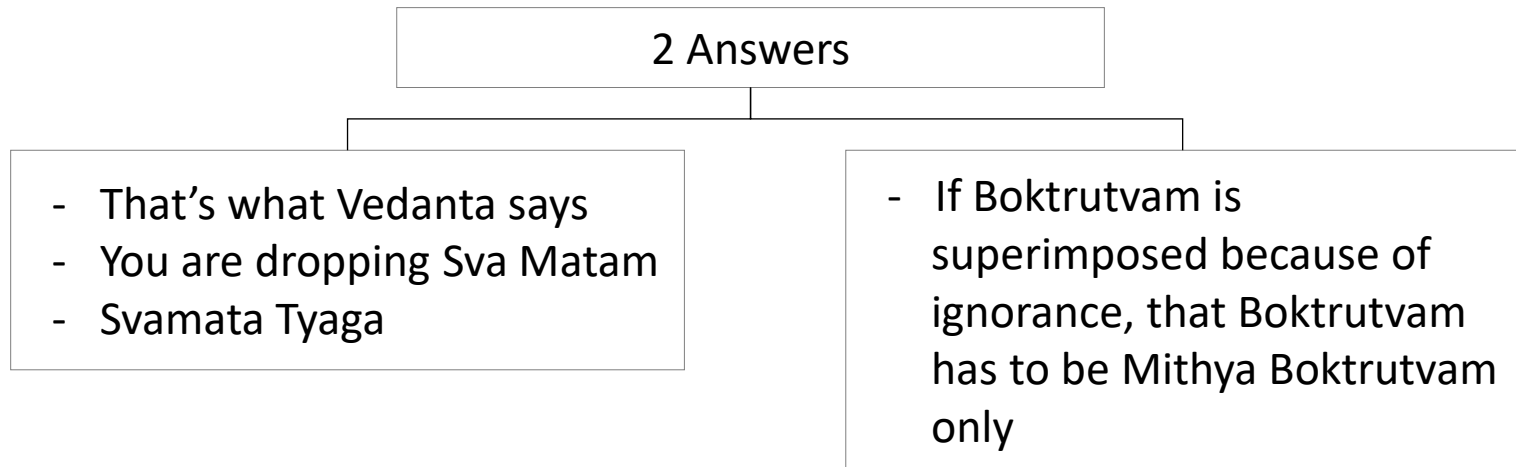 2 Answers
- That’s what Vedanta says
- You are dropping Sva Matam
- Svamata Tyaga
- If Boktrutvam is
superimposed because of
ignorance, that Boktrutvam
has to be Mithya Boktrutvam
only